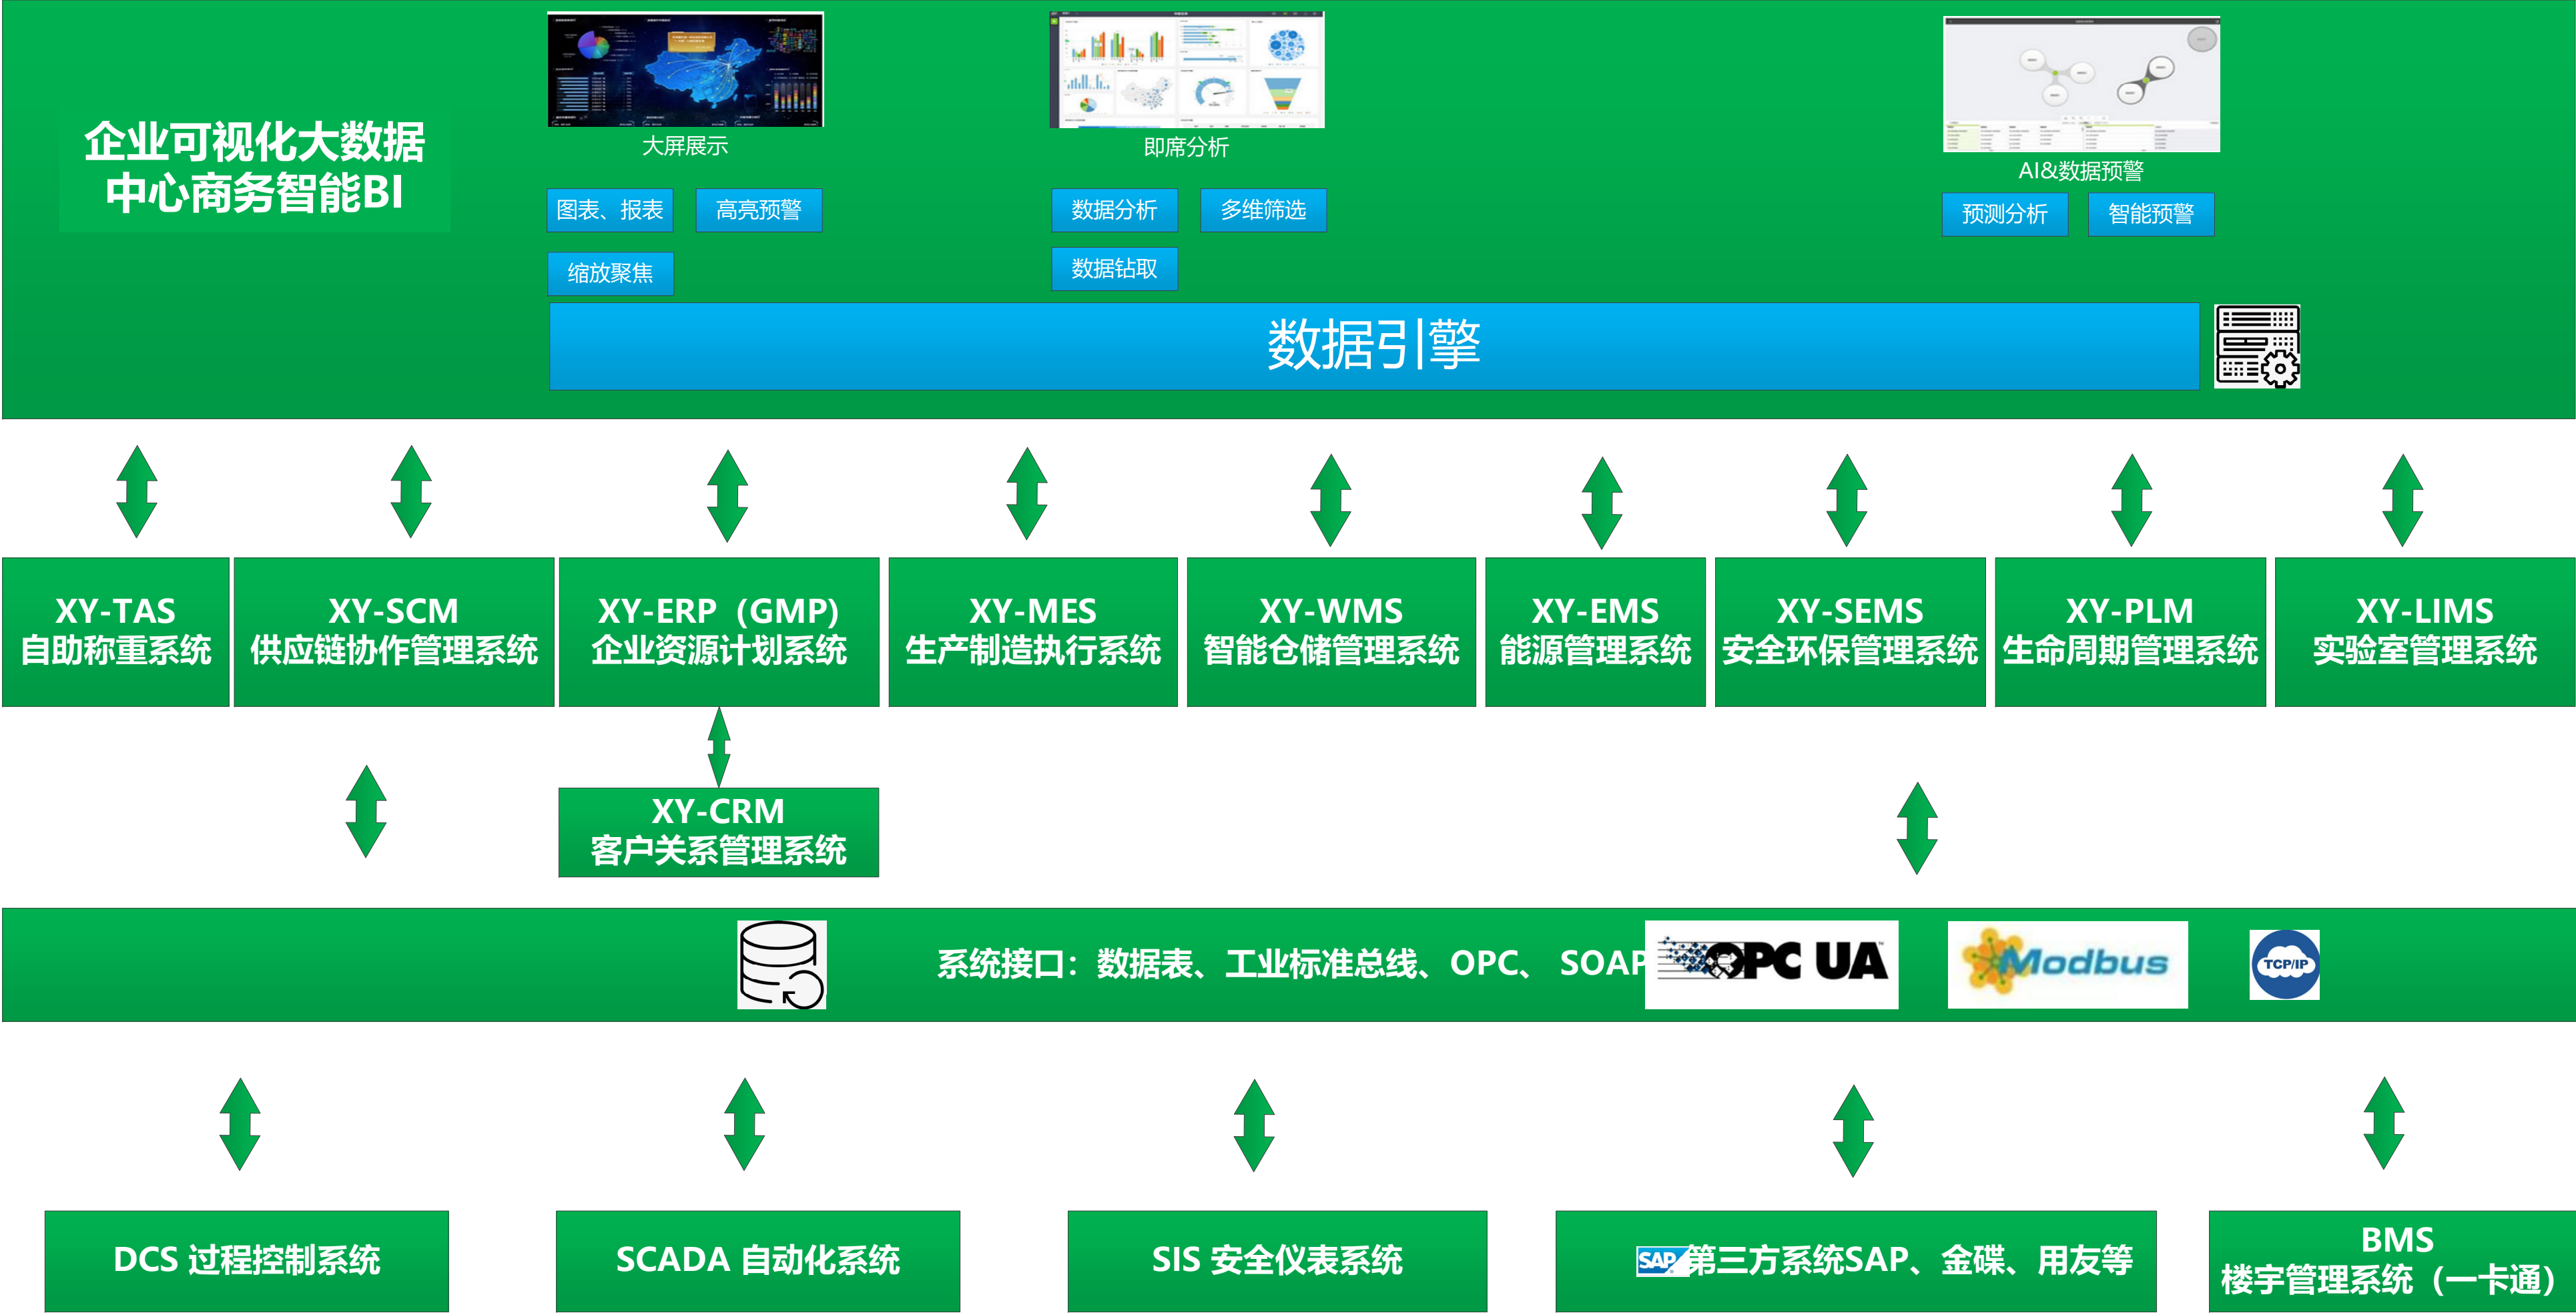 企业可视化大数据
中心商务智能BI
大屏展示
即席分析
AI&数据预警
图表、报表
高亮预警
缩放聚焦
数据分析
多维筛选
数据钻取
预测分析
智能预警
数据引擎
XY-TAS
自助称重系统
XY-SCM
供应链协作管理系统
XY-ERP（GMP)
企业资源计划系统
XY-MES
生产制造执行系统
XY-WMS
智能仓储管理系统
XY-EMS
能源管理系统
XY-SEMS
安全环保管理系统
XY-PLM
生命周期管理系统
XY-LIMS
实验室管理系统
XY-CRM
客户关系管理系统
系统接口：数据表、工业标准总线、OPC、 SOAP
OPC UA
Modbus
TCP/IP
DCS 过程控制系统
SCADA 自动化系统
SIS 安全仪表系统
SAP
第三方系统SAP、金碟、用友等
BMS
楼宇管理系统（一卡通）